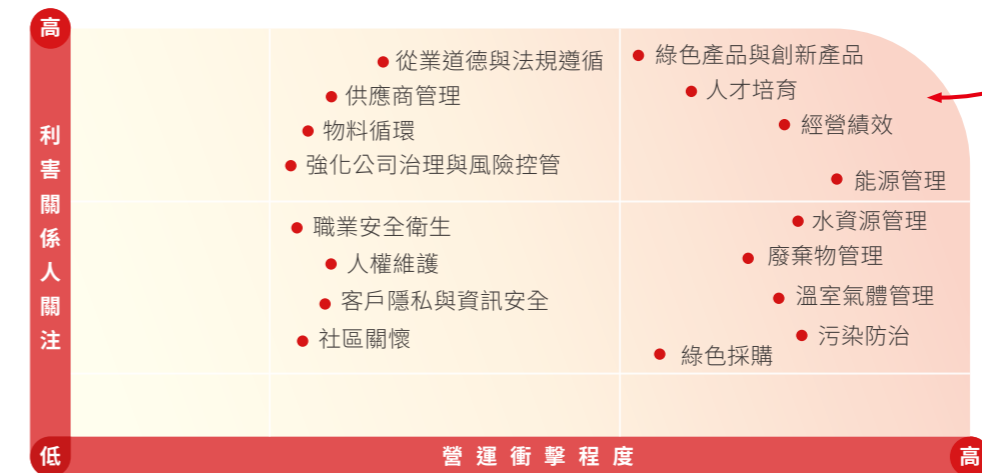 高
利害關係人關注
從業道德與法規遵循
供應商管理
物料循環
強化公司治理與風險控管
綠色產品與創新產品
人才培育
經營績效
能源管理
職業安全衛生
人權維護
客戶隱私與資訊安全
社區關懷
水資源管理
廢棄物管理
溫室氣體管理
污染防治
綠色採購
低
營運衝擊程度
高